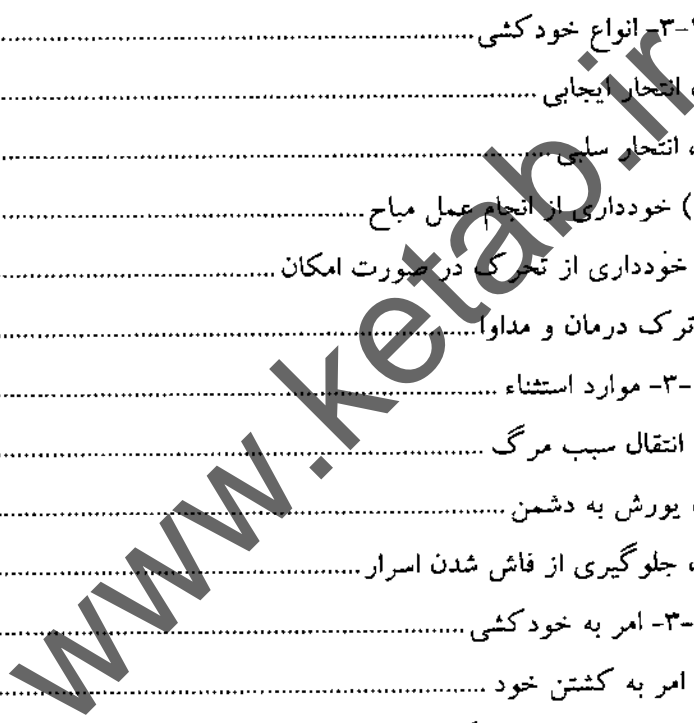 -۳- انواع خودکشی
انتحار ایجابی
انتحار سلبی
) خودداری از انجام عمل مباح
خودداری از تحرک در صورت امکان
ترک درمان و مداوا
-۳- موارد استثناء
انتقال سبب مرگ
یورش به دشمن
جلوگیری از فاش شدن اسرار
-۳- امر به خودکشی
امر به کشتن خود
www.ketab.ir